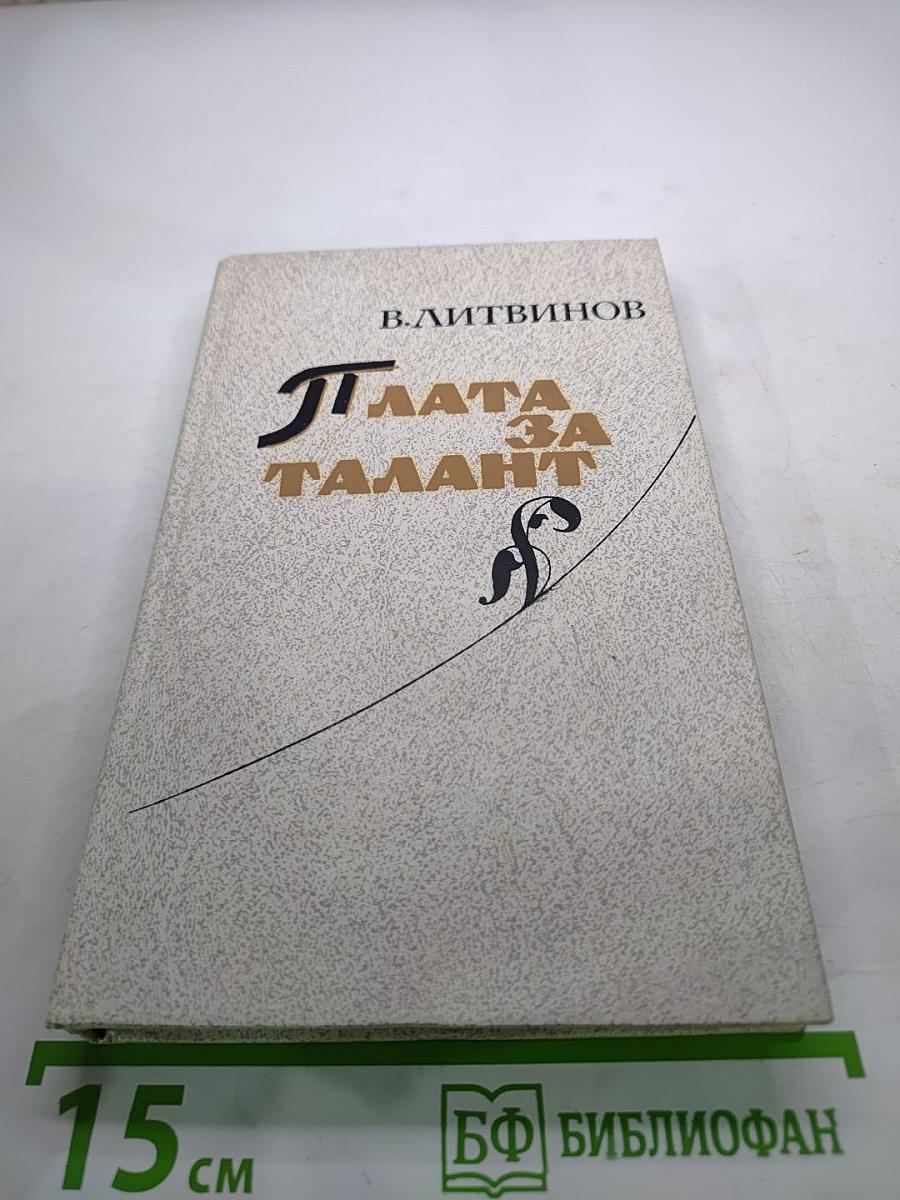 В.ЛИТВИНОВ
ПЛАТА
ЗА
ТАЛАНТ
15 см
БФ БИБЛИОФАН